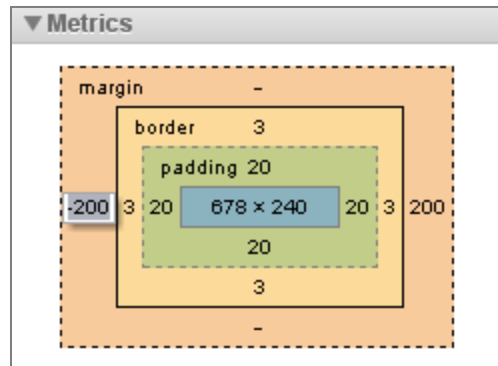 Metrics
margin -
border 3
padding 20
-200 3 20 678 × 240 20 3 200
20
3
-